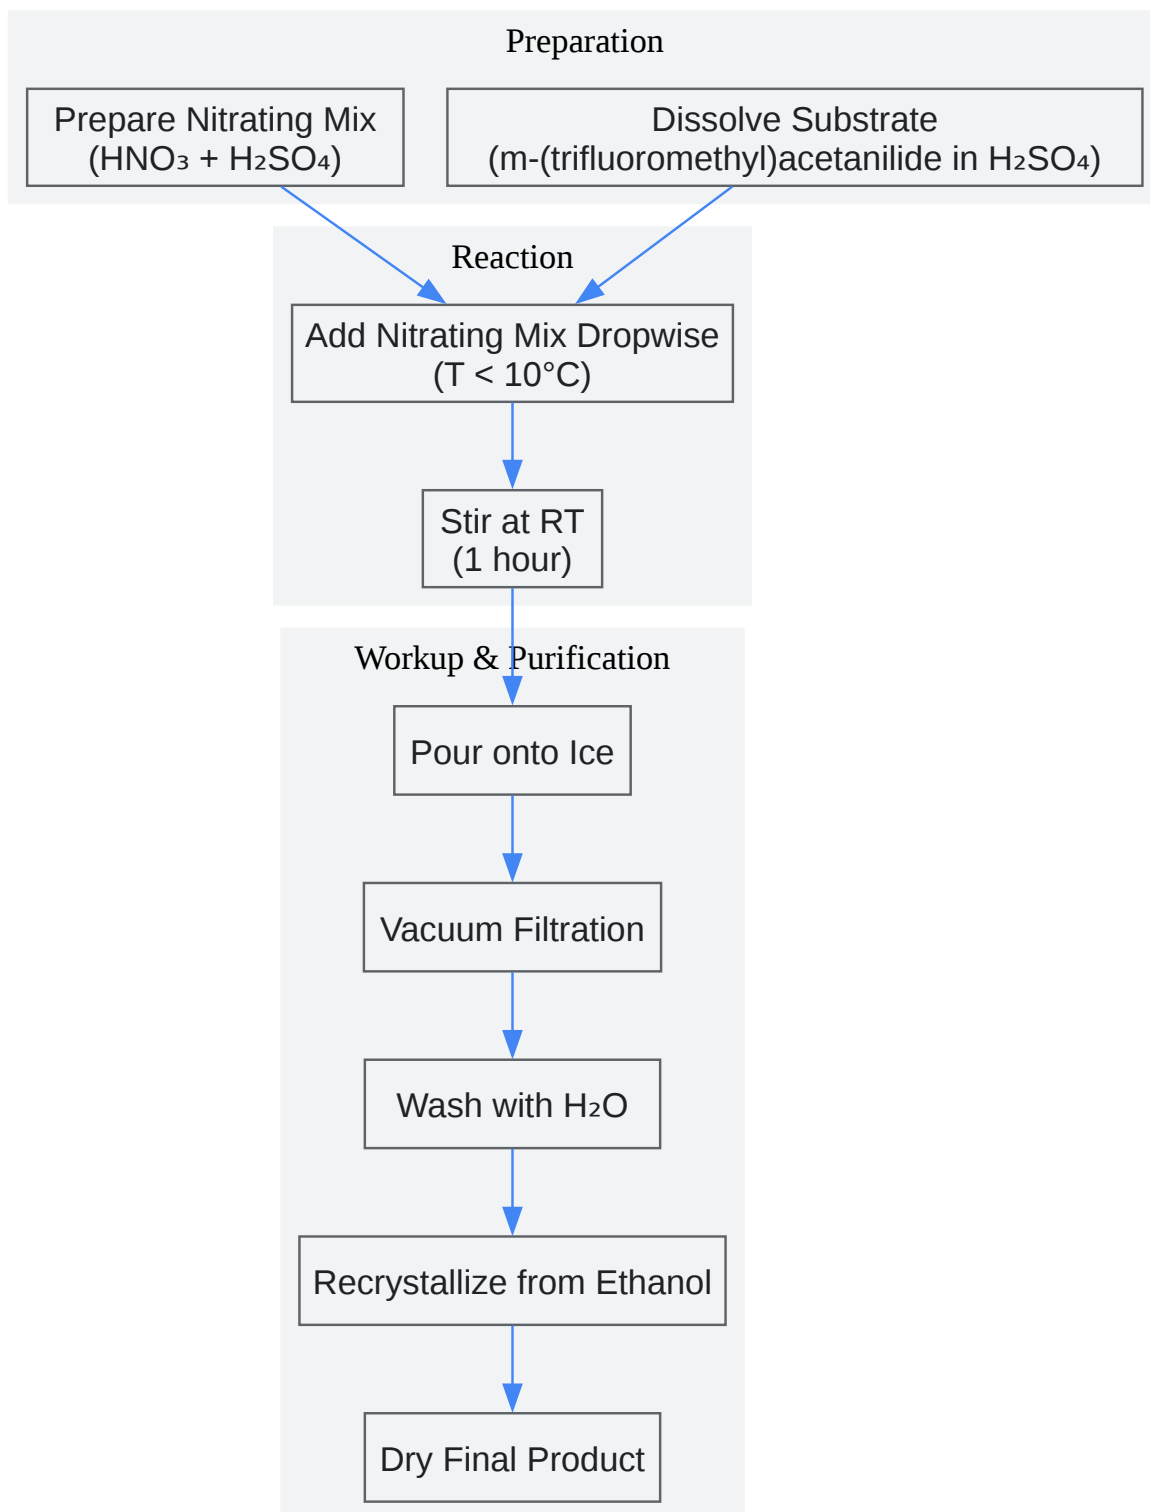 Preparation
Prepare Nitrating Mix
(HNO₃ + H₂SO₄)
Dissolve Substrate
(m-(trifluoromethyl)acetanilide in H₂SO₄)
Reaction
Add Nitrating Mix Dropwise
(T < 10°C)
Stir at RT
(1 hour)
Workup & Purification
Pour onto Ice
Vacuum Filtration
Wash with H₂O
Recrystallize from Ethanol
Dry Final Product